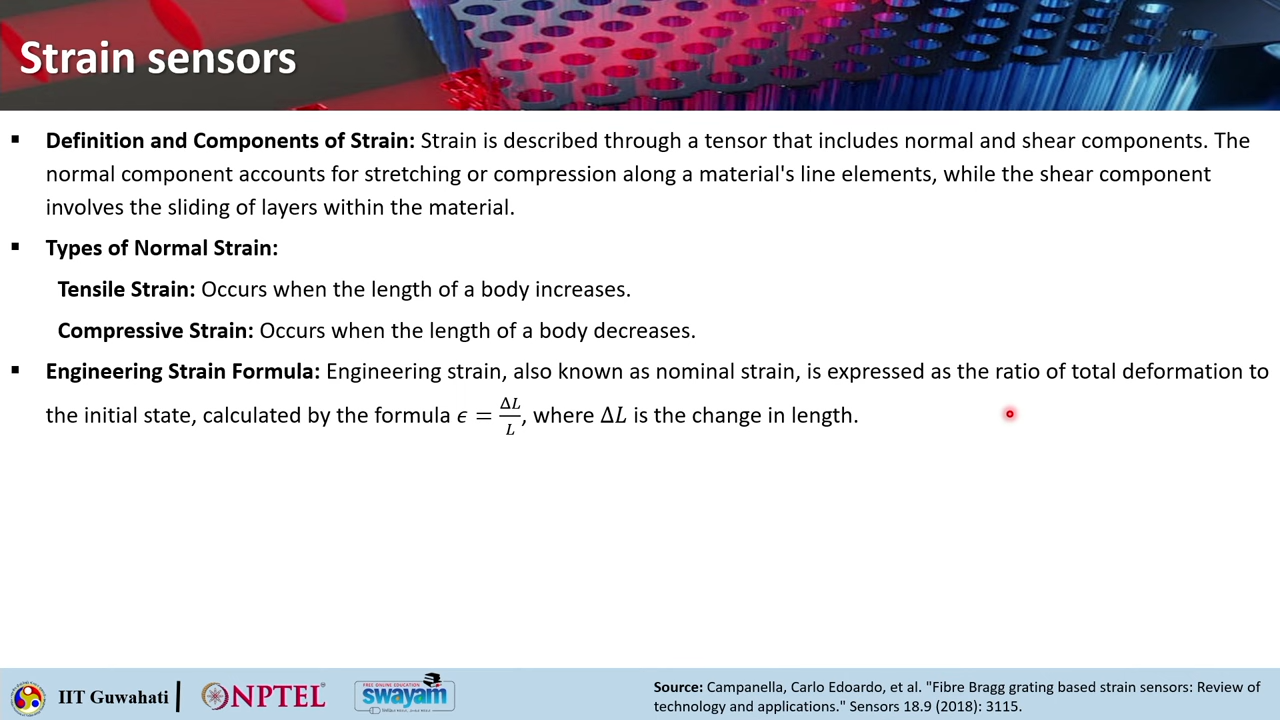 Strain sensors
▪ Definition and Components of Strain: Strain is described through a tensor that includes normal and shear components. The
normal component accounts for stretching or compression along a material's line elements, while the shear component
involves the sliding of layers within the material.
▪ Types of Normal Strain:
Tensile Strain: Occurs when the length of a body increases.
Compressive Strain: Occurs when the length of a body decreases.
▪ Engineering Strain Formula: Engineering strain, also known as nominal strain, is expressed as the ratio of total deformation to
the initial state, calculated by the formula ϵ = ΔL/L, where ΔL is the change in length.
IIT Guwahati
NPTEL
FREE ONLINE EDUCATION
swayam
Source: Campanella, Carlo Edoardo, et al. "Fibre Bragg grating based strain sensors: Review of
technology and applications." Sensors 18.9 (2018): 3115.